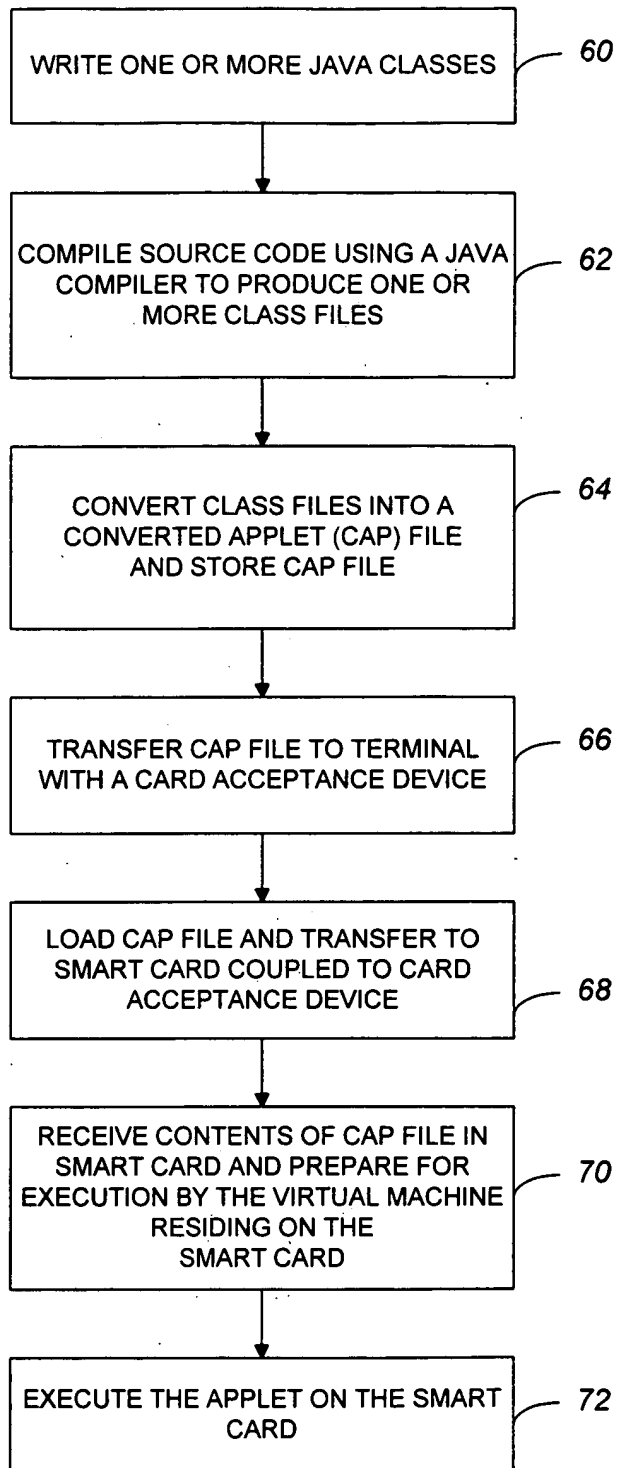 WRITE ONE OR MORE JAVA CLASSES
60
COMPILE SOURCE CODE USING A JAVA
COMPILER TO PRODUCE ONE OR
MORE CLASS FILES
62
CONVERT CLASS FILES INTO A
CONVERTED APPLET (CAP) FILE
AND STORE CAP FILE
64
TRANSFER CAP FILE TO TERMINAL
WITH A CARD ACCEPTANCE DEVICE
66
LOAD CAP FILE AND TRANSFER TO
SMART CARD COUPLED TO CARD
ACCEPTANCE DEVICE
68
RECEIVE CONTENTS OF CAP FILE IN
SMART CARD AND PREPARE FOR
EXECUTION BY THE VIRTUAL MACHINE
RESIDING ON THE
SMART CARD
70
EXECUTE THE APPLET ON THE SMART
CARD
72